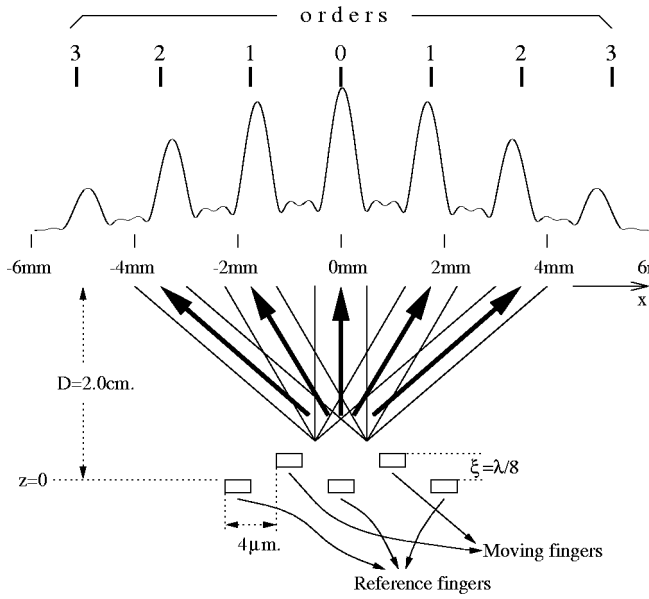 orders
3 2 1 0 1 2 3
-6mm -4mm -2mm 0mm 2mm 4mm 6m
x
D=2.0cm.
z=0
ξ=λ/8
4μm.
Moving fingers
Reference fingers